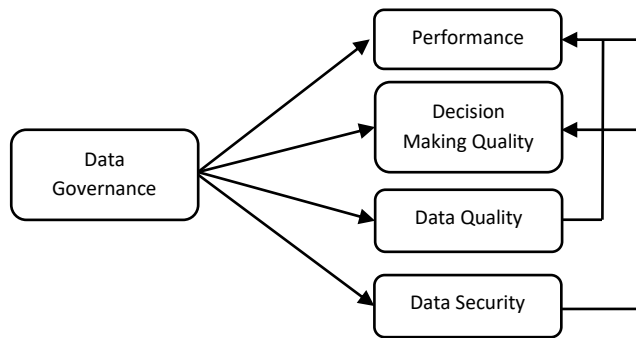 Performance
Decision
Making Quality
Data
Governance
Data Quality
Data Security